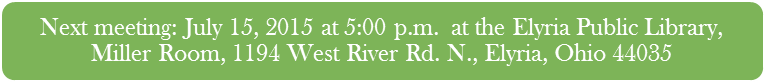 Next meeting: July 15, 2015 at 5:00 p.m.  at the Elyria Public Library,
Miller Room, 1194 West River Rd. N., Elyria, Ohio 44035